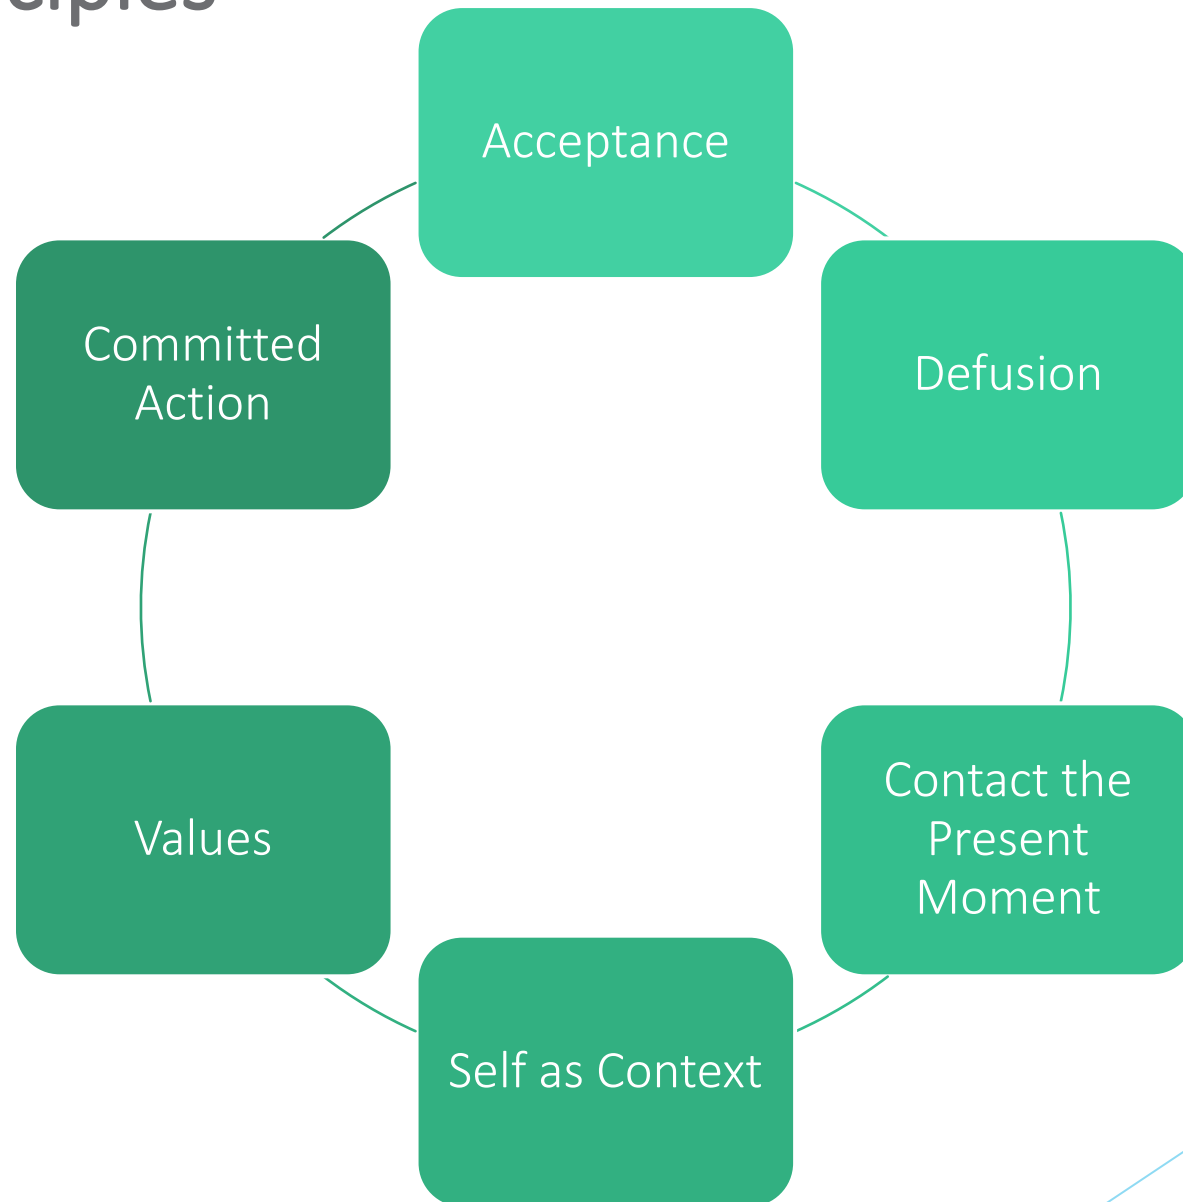 Acceptance
Defusion
Contact the
Present
Moment
Self as Context
Values
Committed
Action